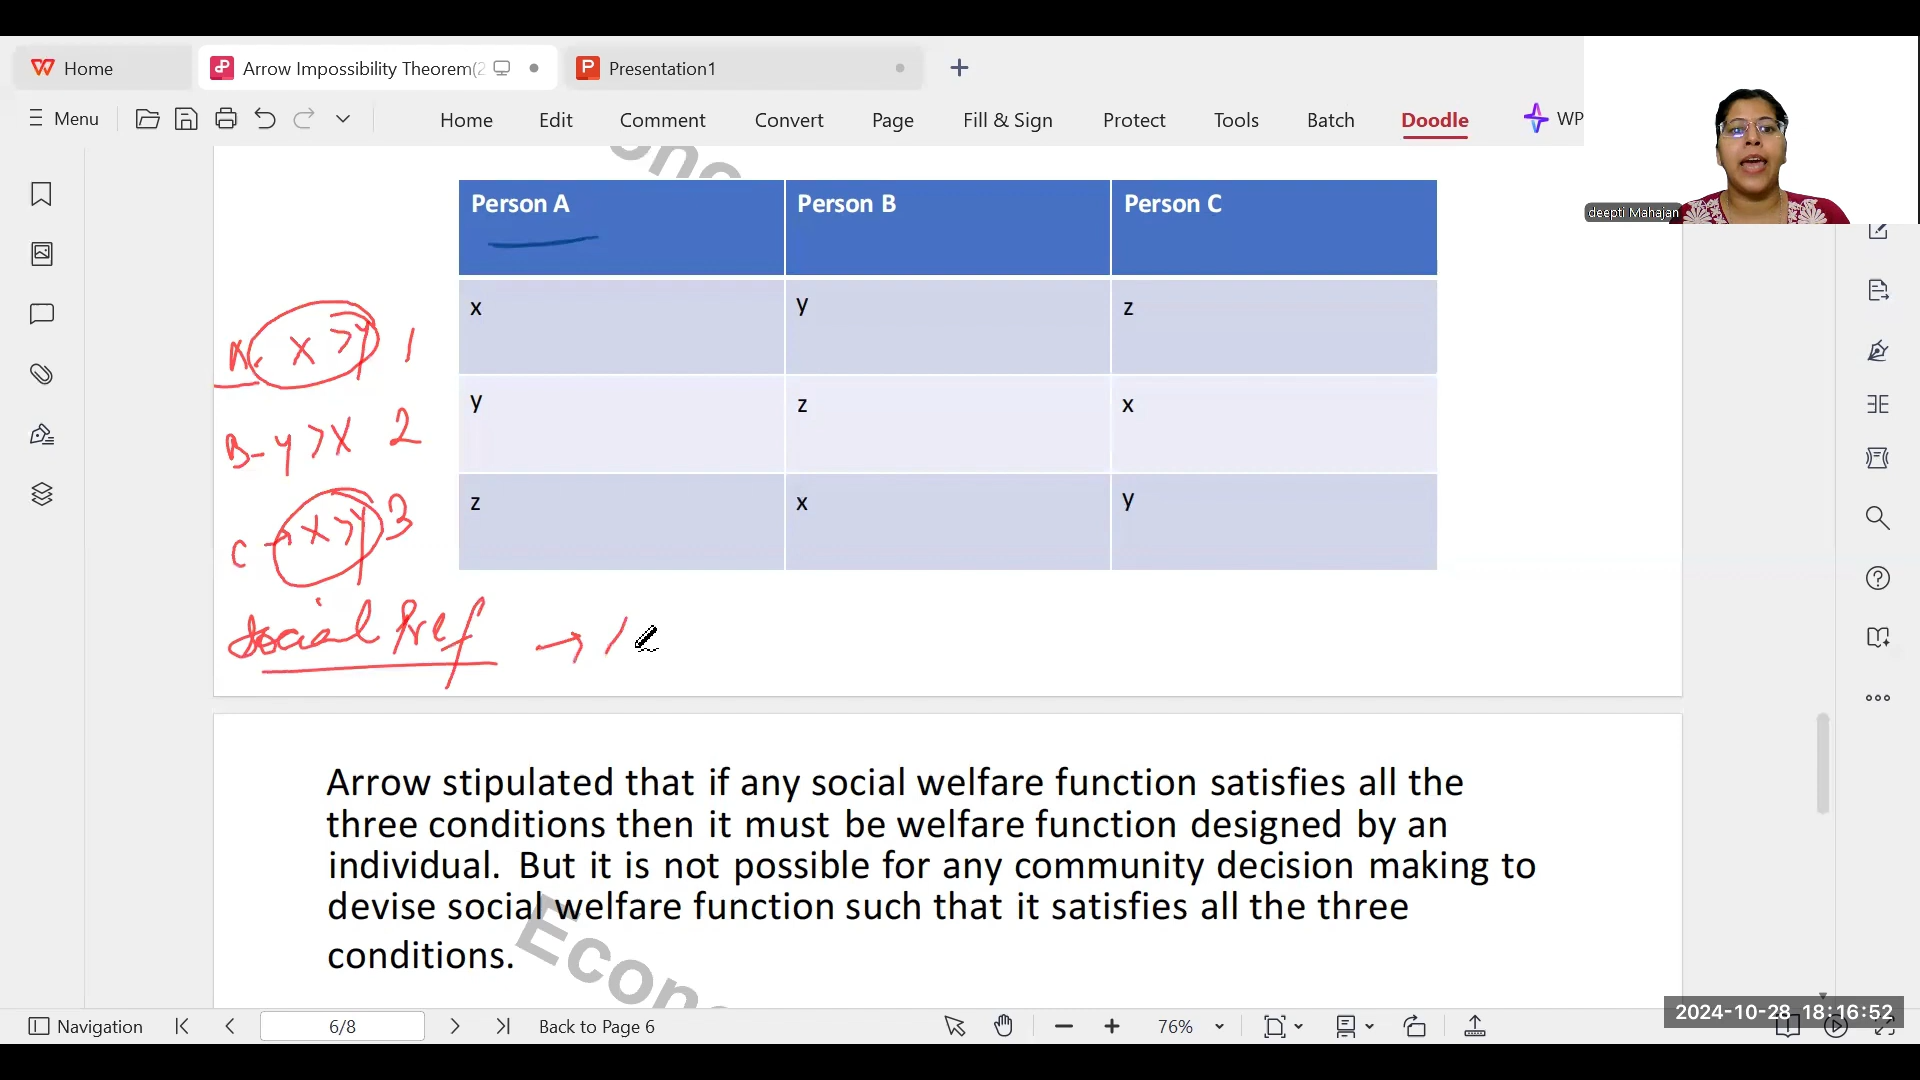 Home
Arrow Impossibility Theorem(2
Presentation1
Menu
Home Edit Comment Convert Page Fill & Sign Protect Tools Batch Doodle WP
deepti Mahajan
Econo
Person A Person B Person C
x y z
y z x
z x y
A. x > y 1
B - y > x 2
C → x > y 3
Social Pref →
Arrow stipulated that if any social welfare function satisfies all the
three conditions then it must be welfare function designed by an
individual. But it is not possible for any community decision making to
devise social welfare function such that it satisfies all the three
conditions.
Econo
2024-10-28 18:16:52
Navigation 6/8 Back to Page 6 76%